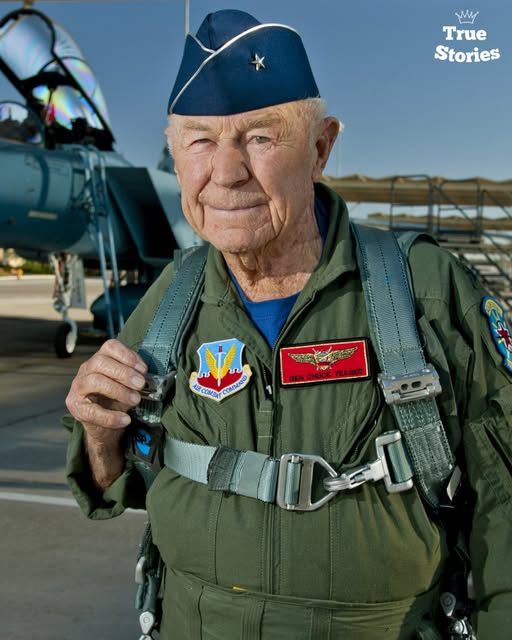 True
Stories
AIR COMBAT COMMAND
GEN CHUCK YEAGER